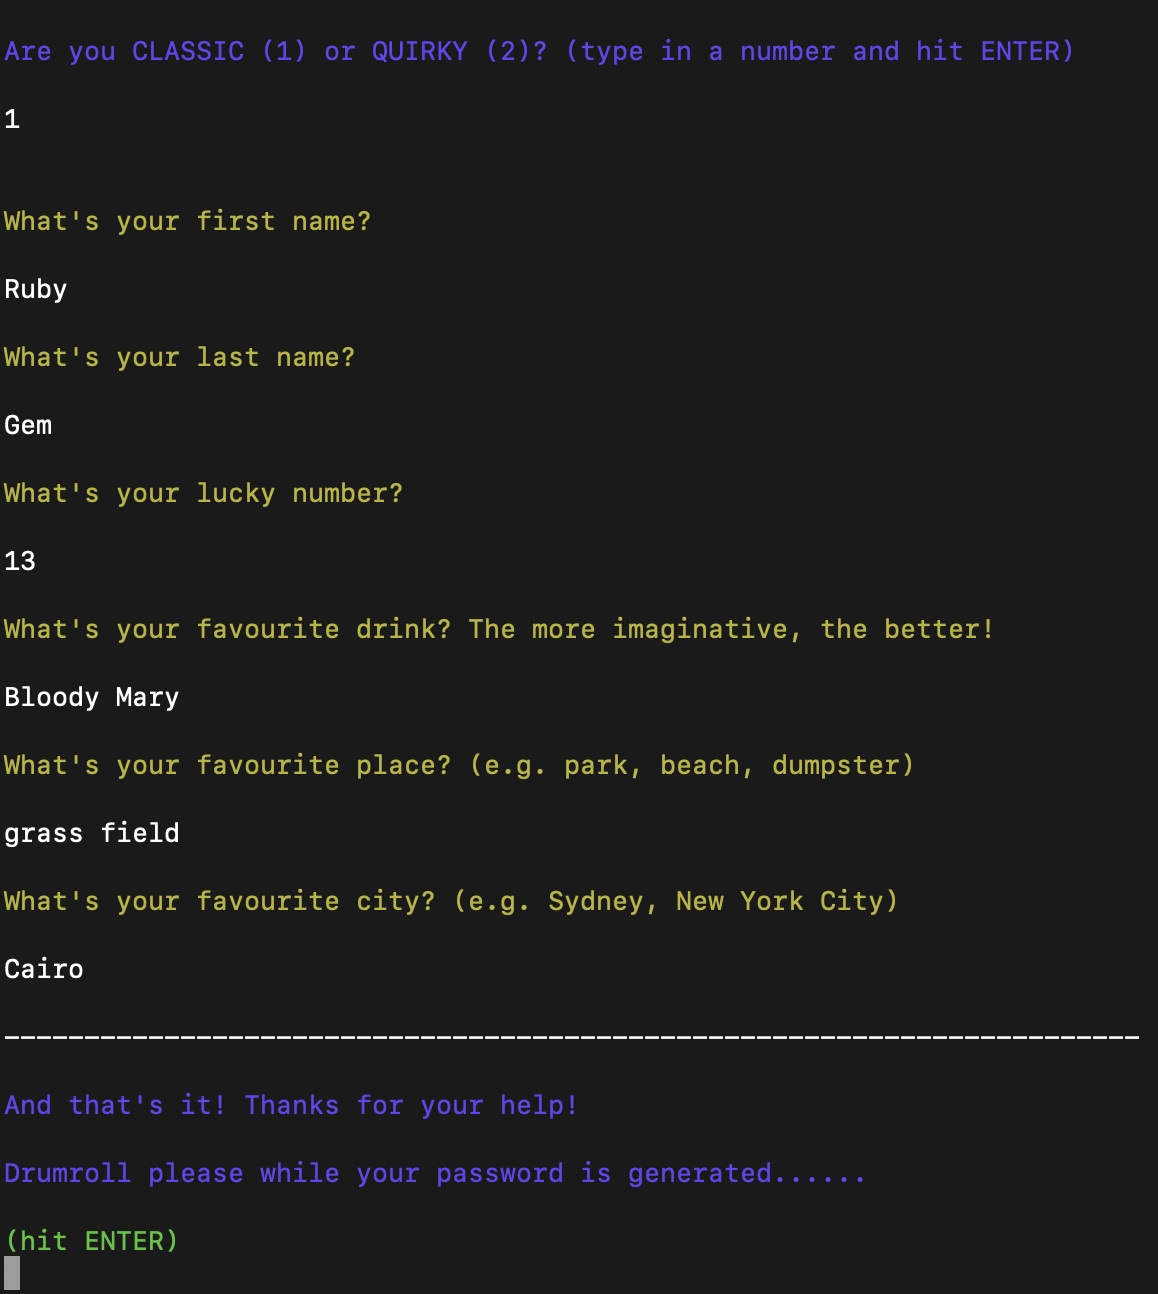 Are you CLASSIC (1) or QUIRKY (2)? (type in a number and hit ENTER)
1
What's your first name?
Ruby
What's your last name?
Gem
What's your lucky number?
13
What's your favourite drink? The more imaginative, the better!
Bloody Mary
What's your favourite place? (e.g. park, beach, dumpster)
grass field
What's your favourite city? (e.g. Sydney, New York City)
Cairo
-----------------------------------------------------------------------
And that's it! Thanks for your help!
Drumroll please while your password is generated......
(hit ENTER)